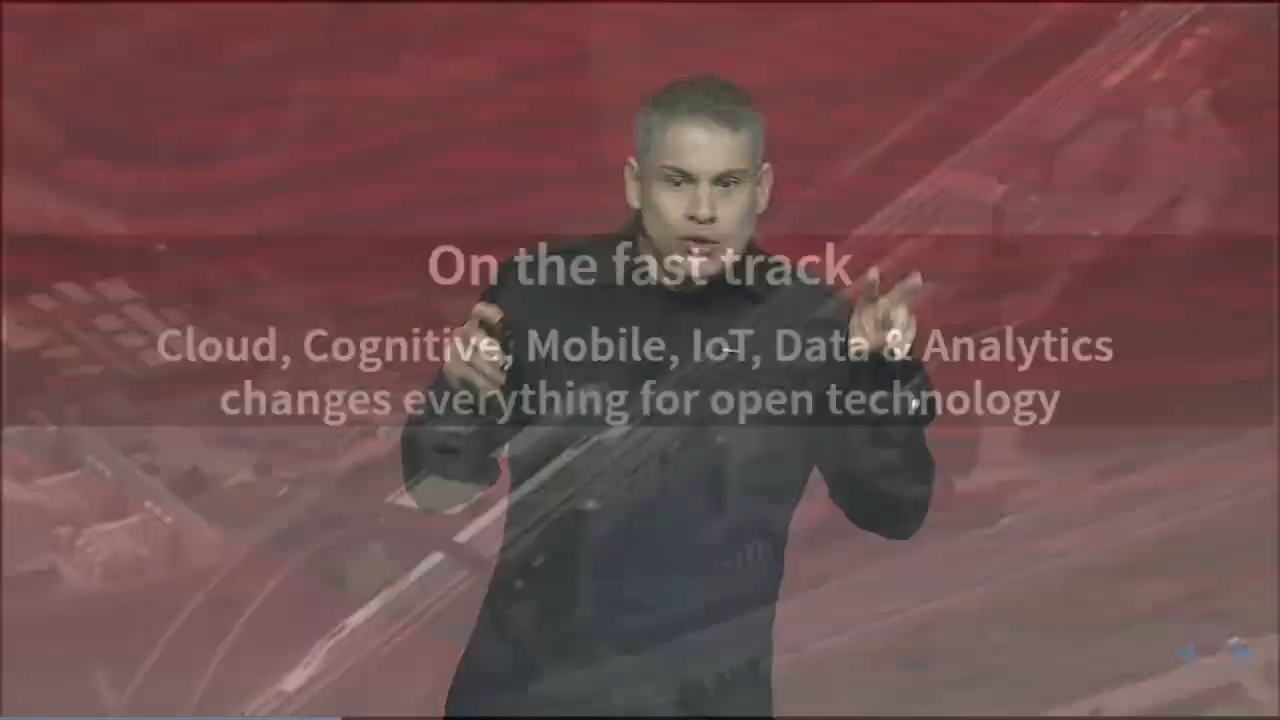 On the fast track
Cloud, Cognitive, Mobile, IoT, Data & Analytics
changes everything for open technology